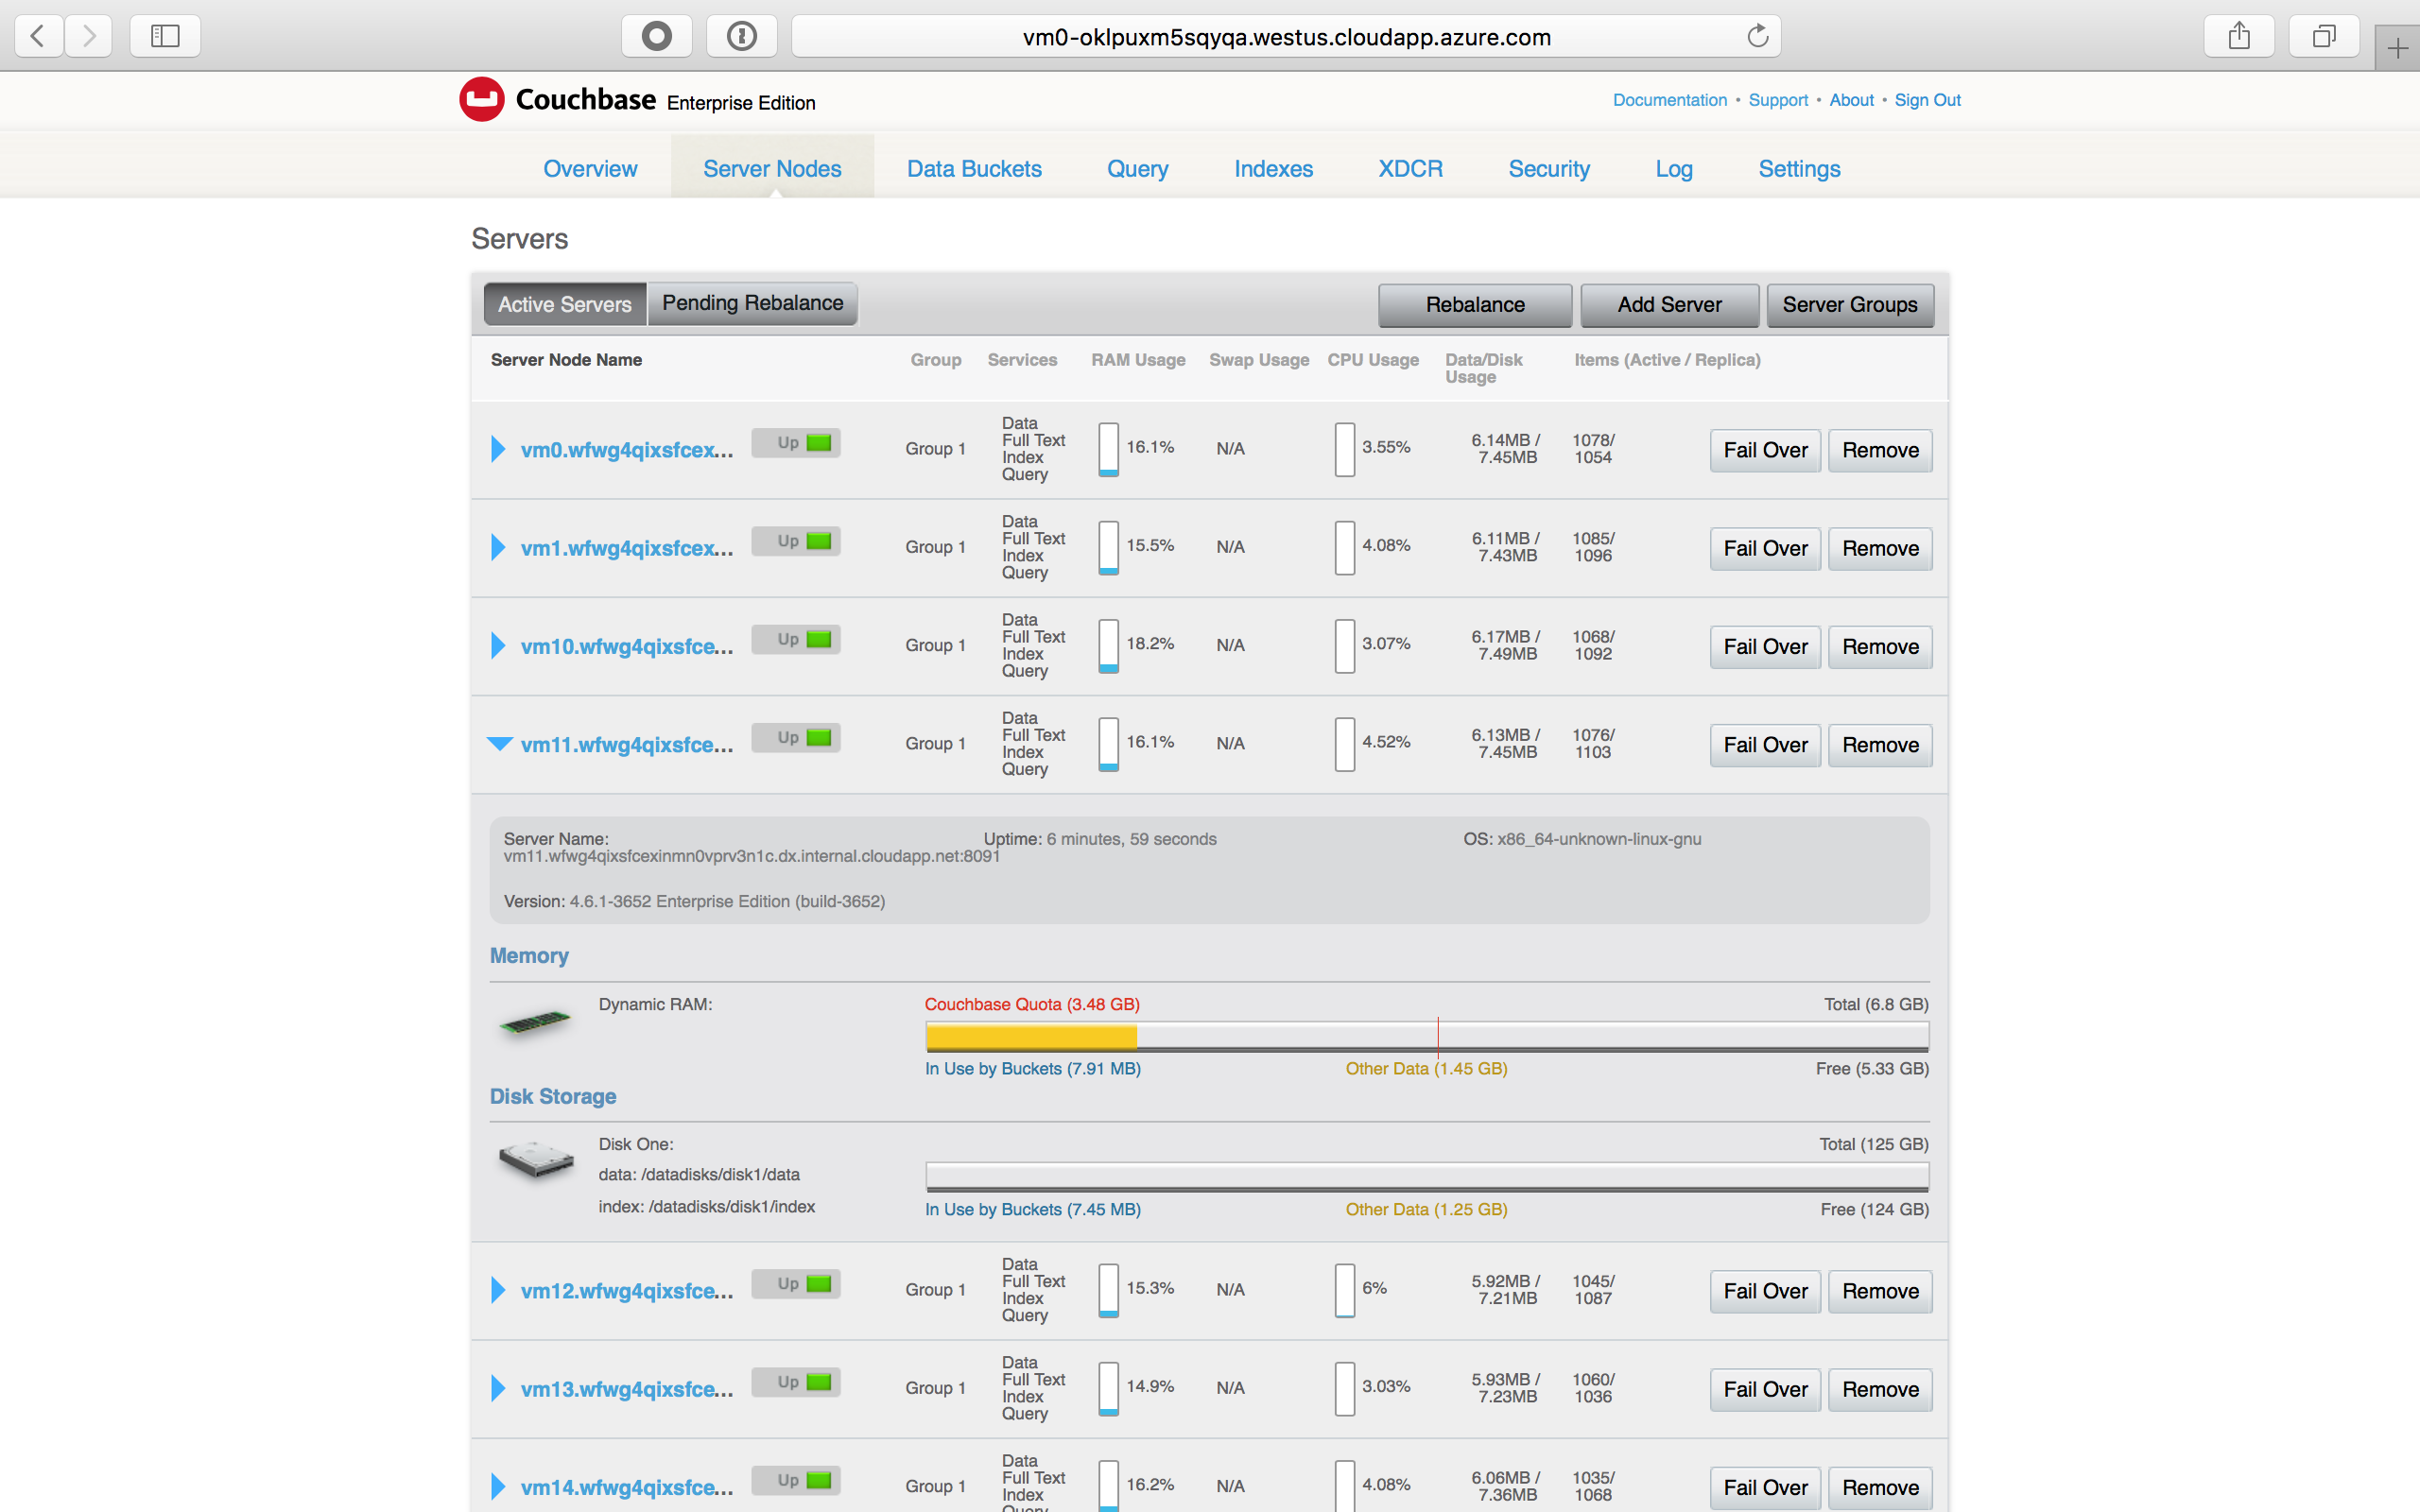 vm0-oklpuxm5sqyqa.westus.cloudapp.azure.com
Couchbase Enterprise Edition
Documentation • Support • About • Sign Out
Overview Server Nodes Data Buckets Query Indexes XDCR Security Log Settings
Servers
Active Servers Pending Rebalance Rebalance Add Server Server Groups
Server Node Name Group Services RAM Usage Swap Usage CPU Usage Data/Disk Usage Items (Active / Replica)
vm0.wfwg4qixsfcex... Up Group 1 Data Full Text Index Query 16.1% N/A 3.55% 6.14MB / 7.45MB 1078/ 1054 Fail Over Remove
vm1.wfwg4qixsfcex... Up Group 1 Data Full Text Index Query 15.5% N/A 4.08% 6.11MB / 7.43MB 1085/ 1096 Fail Over Remove
vm10.wfwg4qixsfce... Up Group 1 Data Full Text Index Query 18.2% N/A 3.07% 6.17MB / 7.49MB 1068/ 1092 Fail Over Remove
vm11.wfwg4qixsfce... Up Group 1 Data Full Text Index Query 16.1% N/A 4.52% 6.13MB / 7.45MB 1076/ 1103 Fail Over Remove
Server Name: Uptime: 6 minutes, 59 seconds OS: x86_64-unknown-linux-gnu
vm11.wfwg4qixsfcexinmn0vprv3n1c.dx.internal.cloudapp.net:8091
Version: 4.6.1-3652 Enterprise Edition (build-3652)
Memory
Dynamic RAM: Couchbase Quota (3.48 GB) Total (6.8 GB)
In Use by Buckets (7.91 MB) Other Data (1.45 GB) Free (5.33 GB)
Disk Storage
Disk One: Total (125 GB)
data: /datadisks/disk1/data
index: /datadisks/disk1/index In Use by Buckets (7.45 MB) Other Data (1.25 GB) Free (124 GB)
vm12.wfwg4qixsfce... Up Group 1 Data Full Text Index Query 15.3% N/A 6% 5.92MB / 7.21MB 1045/ 1087 Fail Over Remove
vm13.wfwg4qixsfce... Up Group 1 Data Full Text Index Query 14.9% N/A 3.03% 5.93MB / 7.23MB 1060/ 1036 Fail Over Remove
vm14.wfwg4qixsfce... Up Group 1 Data Full Text Index Query 16.2% N/A 4.08% 6.06MB / 7.36MB 1035/ 1068 Fail Over Remove